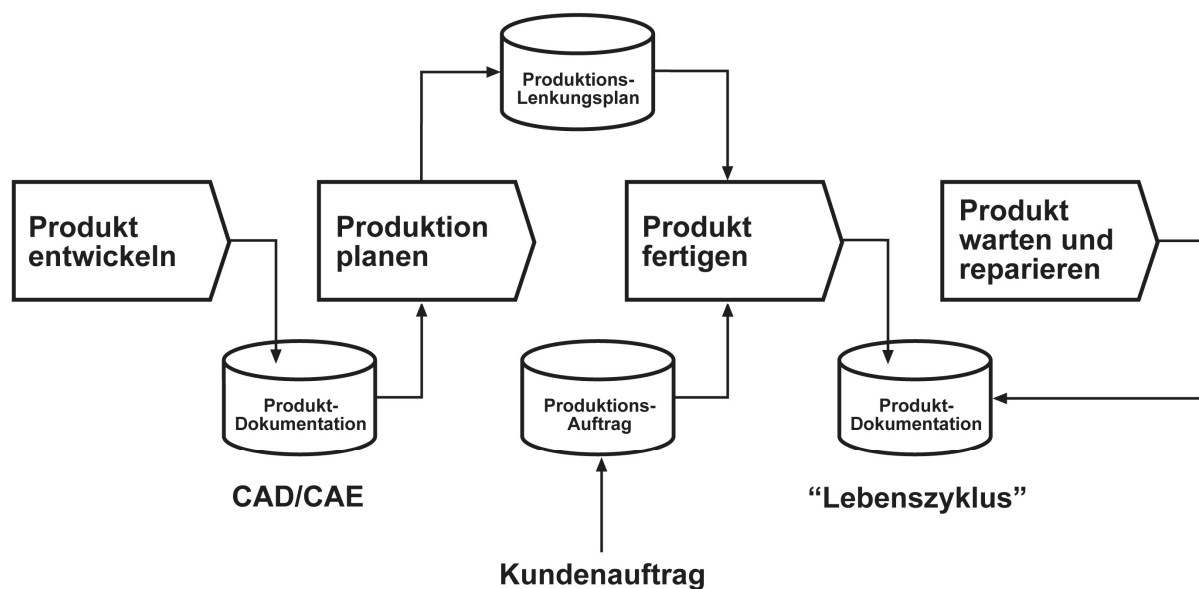 Produktions-
Lenkungsplan
Produkt
entwickeln
Produktion
planen
Produkt
fertigen
Produkt
warten und
reparieren
Produkt-
Dokumentation
Produktions-
Auftrag
Produkt-
Dokumentation
CAD/CAE
“Lebenszyklus”
Kundenauftrag